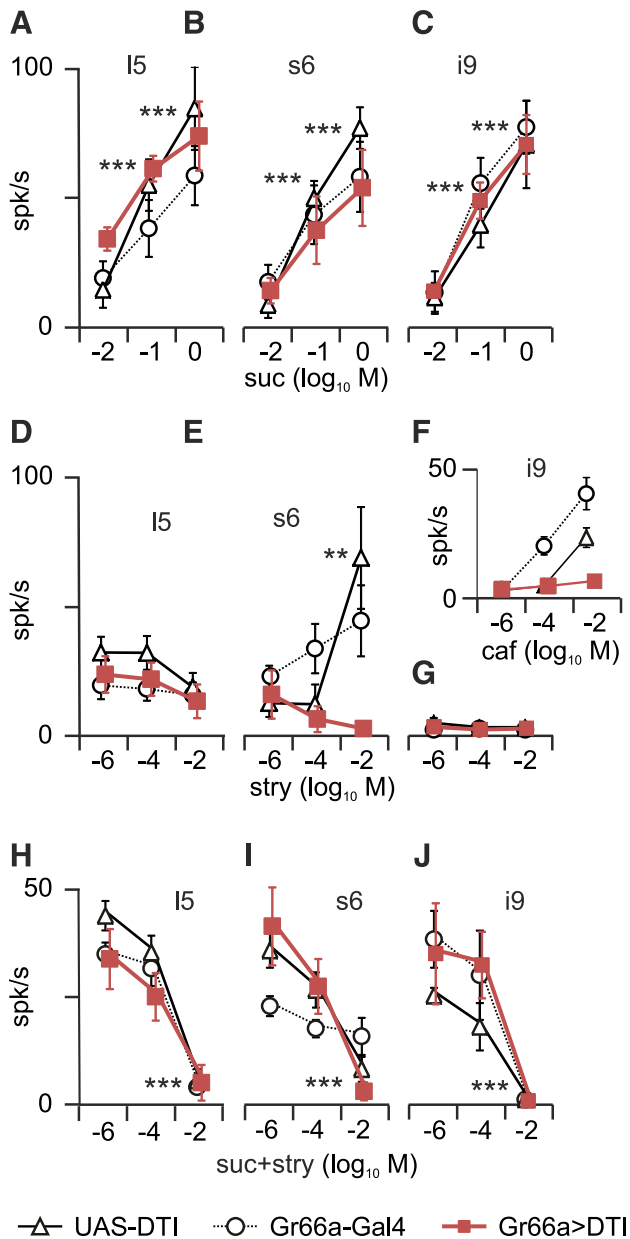 A B C
l5 s6 i9
100
*** *** ***
*** *** ***
spk/s
0
-2 -1 0 -2 -1 0 -2 -1 0
suc (log₁₀ M)
D E F
100 50 i9
l5 s6 spk/s
**
0
-6 -4 -2
caf (log₁₀ M)
spk/s
G
0
-6 -4 -2 -6 -4 -2 -6 -4 -2
stry (log₁₀ M)
H I J
50 l5 s6 i9
spk/s
*** *** ***
0
-6 -4 -2 -6 -4 -2 -6 -4 -2
suc+stry (log₁₀ M)
UAS-DTI Gr66a-Gal4 Gr66a>DTI